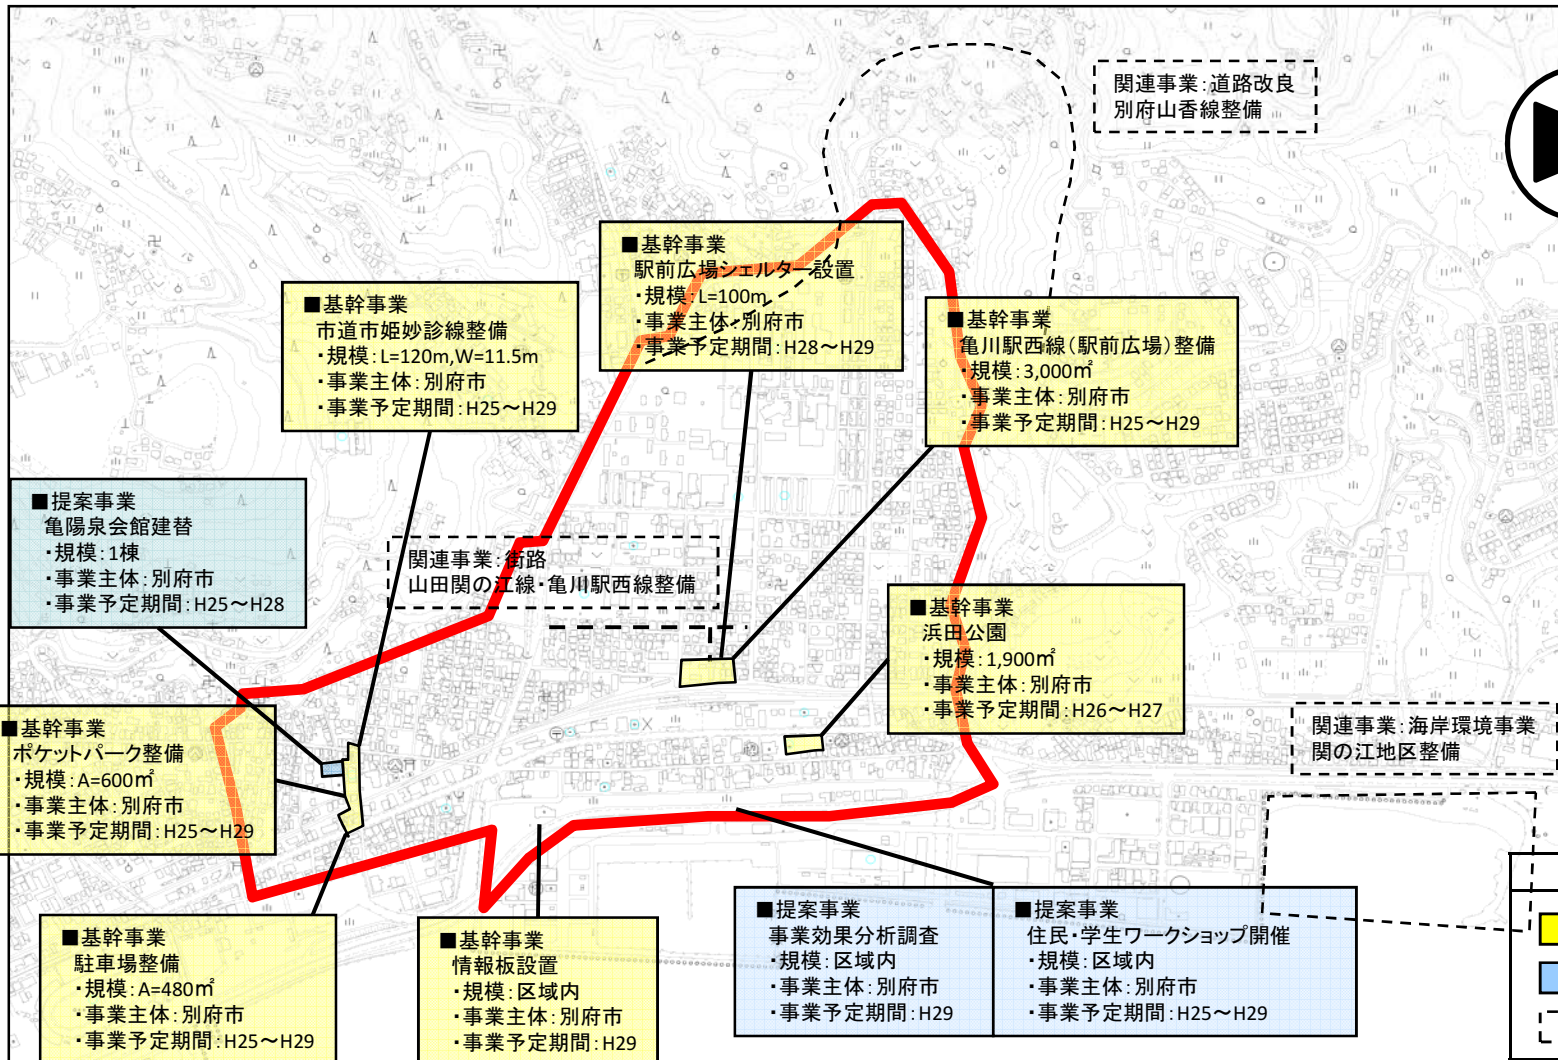 関連事業：道路改良
別府山香線整備
■基幹事業
駅前広場シェルター設置
・規模：L=100m
・事業主体：別府市
・事業予定期間：H28～H29
■基幹事業
市道市姫妙診線整備
・規模：L=120m,W=11.5m
・事業主体：別府市
・事業予定期間：H25～H29
■基幹事業
亀川駅西線（駅前広場）整備
・規模：3,000㎡
・事業主体：別府市
・事業予定期間：H25～H29
■提案事業
亀陽泉会館建替
・規模：1棟
・事業主体：別府市
・事業予定期間：H25～H28
関連事業：街路
山田関の江線・亀川駅西線整備
■基幹事業
浜田公園
・規模：1,900㎡
・事業主体：別府市
・事業予定期間：H26～H27
■基幹事業
ポケットパーク整備
・規模：A=600㎡
・事業主体：別府市
・事業予定期間：H25～H29
関連事業：海岸環境事業
関の江地区整備
■基幹事業
駐車場整備
・規模：A=480㎡
・事業主体：別府市
・事業予定期間：H25～H29
■基幹事業
情報板設置
・規模：区域内
・事業主体：別府市
・事業予定期間：H29
■提案事業
事業効果分析調査
・規模：区域内
・事業主体：別府市
・事業予定期間：H29
■提案事業
住民・学生ワークショップ開催
・規模：区域内
・事業主体：別府市
・事業予定期間：H25～H29